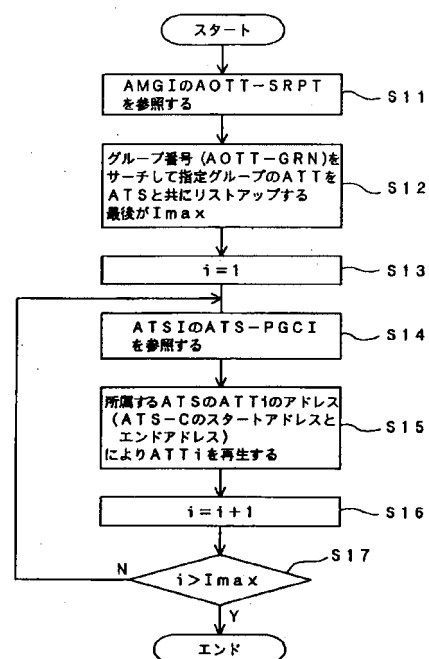 スタート
AMGIのAOTT－SRPT
を参照する
S11
グループ番号(AOTT－GRN)を
サーチして指定グループのATTを
ATSと共にリストアップする
最後がImax
S12
i=1
S13
ATSIのATS－PGCI
を参照する
S14
所属するATSのATTiのアドレス
(ATS－Cのスタートアドレスと
エンドアドレス)
によりATTiを再生する
S15
i=i+1
S16
S17
N
i>Imax
Y
エンド